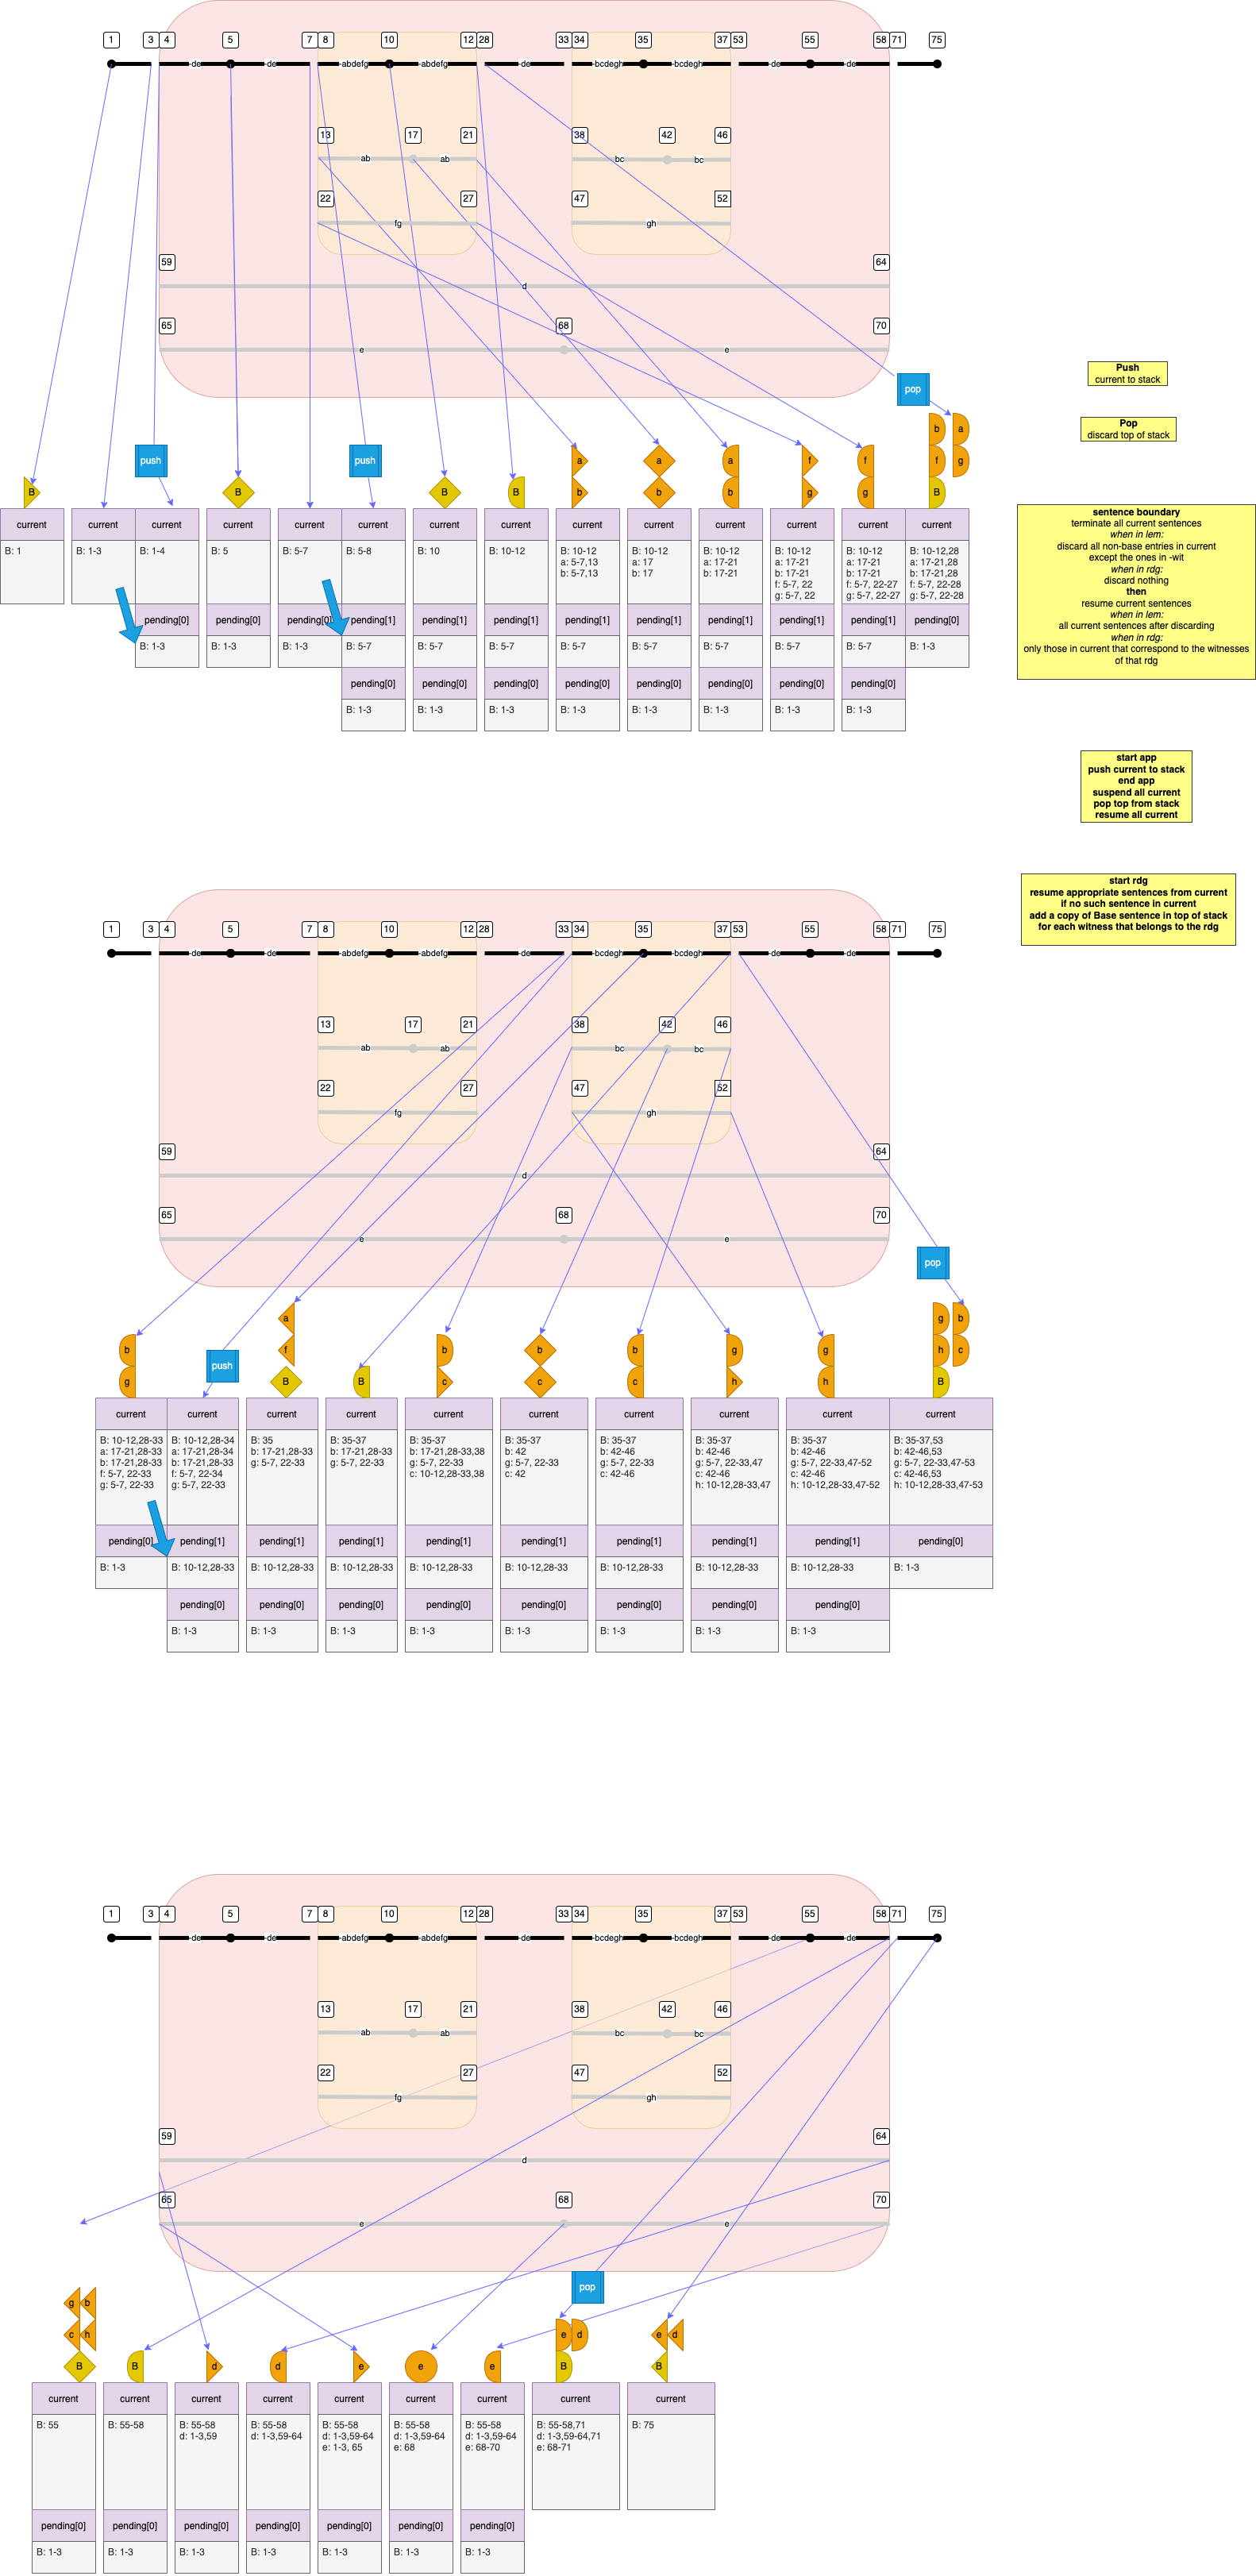 1 3 4 5 7 8 10 12 28 33 34 35 37 53 55 58 71 75
-de -de -abdefg -abdefg -de -bcdegh -bcdegh -de -de
13 17 21 38 42 46
ab ab bc bc
22 27 47 52
fg gh
59 64
d
65 68 70
e e
Push
current to stack
Pop
discard top of stack
pop
b a
push push a a a f f f g
B B B B b b b g g B
current current current current current current current current current current current current current
B: 1 B: 1-3 B: 1-4 B: 5 B: 5-7 B: 5-8 B: 10 B: 10-12 B: 10-12 B: 10-12 B: 10-12 B: 10-12 B: 10-12 B: 10-12,28
a: 5-7,13 a: 17 a: 17-21 a: 17-21 a: 17-21 a: 17-21,28
b: 5-7,13 b: 17 b: 17-21 b: 17-21 b: 17-21 b: 17-21,28
f: 5-7, 22 f: 5-7, 22-27 f: 5-7, 22-28
g: 5-7, 22 g: 5-7, 22-27 g: 5-7, 22-28
pending[0] pending[0] pending[0] pending[1] pending[1] pending[1] pending[1] pending[1] pending[1] pending[1] pending[1] pending[0]
B: 1-3 B: 1-3 B: 1-3 B: 5-7 B: 5-7 B: 5-7 B: 5-7 B: 5-7 B: 5-7 B: 5-7 B: 5-7 B: 1-3
pending[0] pending[0] pending[0] pending[0] pending[0] pending[0] pending[0] pending[0]
B: 1-3 B: 1-3 B: 1-3 B: 1-3 B: 1-3 B: 1-3 B: 1-3 B: 1-3
sentence boundary
terminate all current sentences
when in lem:
discard all non-base entries in current
except the ones in -wit
when in rdg:
discard nothing
then
resume current sentences
when in lem:
all current sentences after discarding
when in rdg:
only those in current that correspond to the witnesses
of that rdg
start app
push current to stack
end app
suspend all current
pop top from stack
resume all current
start rdg
resume appropriate sentences from current
if no such sentence in current
add a copy of Base sentence in top of stack
for each witness that belongs to the rdg
1 3 4 5 7 8 10 12 28 33 34 35 37 53 55 58 71 75
-de -de -abdefg -abdefg -de -bcdegh -bcdegh -de -de
13 17 21 38 42 46
ab ab bc bc
22 27 47 52
fg gh
59 64
d
65 68 70
e e
pop
a g b
b f b b b g g h c
g push B B c c c h h B
current current current current current current current current current current
B: 10-12,28-33 B: 10-12,28-34 B: 35 B: 35-37 B: 35-37 B: 35-37 B: 35-37 B: 35-37 B: 35-37 B: 35-37,53
a: 17-21,28-33 a: 17-21,28-34 b: 17-21,28-33 b: 17-21,28-33 b: 17-21,28-33,38 b: 42 b: 42-46 b: 42-46 b: 42-46 b: 42-46,53
b: 17-21,28-33 b: 17-21,28-33 g: 5-7, 22-33 g: 5-7, 22-33 g: 5-7, 22-33 g: 5-7, 22-33 g: 5-7, 22-33 g: 5-7, 22-33,47 g: 5-7, 22-33,47-52 g: 5-7, 22-33,47-53
f: 5-7, 22-33 f: 5-7, 22-34 c: 10-12,28-33,38 c: 42 c: 42-46 c: 42-46 c: 42-46 c: 42-46,53
g: 5-7, 22-33 g: 5-7, 22-33 h: 10-12,28-33,47 h: 10-12,28-33,47-52 h: 10-12,28-33,47-53
pending[0] pending[1] pending[1] pending[1] pending[1] pending[1] pending[1] pending[1] pending[1] pending[0]
B: 1-3 B: 10-12,28-33 B: 10-12,28-33 B: 10-12,28-33 B: 10-12,28-33 B: 10-12,28-33 B: 10-12,28-33 B: 10-12,28-33 B: 10-12,28-33 B: 1-3
pending[0] pending[0] pending[0] pending[0] pending[0] pending[0] pending[0] pending[0]
B: 1-3 B: 1-3 B: 1-3 B: 1-3 B: 1-3 B: 1-3 B: 1-3 B: 1-3
1 3 4 5 7 8 10 12 28 33 34 35 37 53 55 58 71 75
-de -de -abdefg -abdefg -de -bcdegh -bcdegh -de -de
13 17 21 38 42 46
ab ab bc bc
22 27 47 52
fg gh
59 64
d
65 68 70
e e
pop
g b
c h e d e d
B B d d e e e B B
current current current current current current current current current
B: 55 B: 55-58 B: 55-58 B: 55-58 B: 55-58 B: 55-58 B: 55-58 B: 55-58,71 B: 75
d: 1-3,59 d: 1-3,59-64 d: 1-3,59-64 d: 1-3,59-64 d: 1-3,59-64 d: 1-3,59-64,71
e: 1-3, 65 e: 68 e: 68-70 e: 68-71
pending[0] pending[0] pending[0] pending[0] pending[0] pending[0] pending[0]
B: 1-3 B: 1-3 B: 1-3 B: 1-3 B: 1-3 B: 1-3 B: 1-3